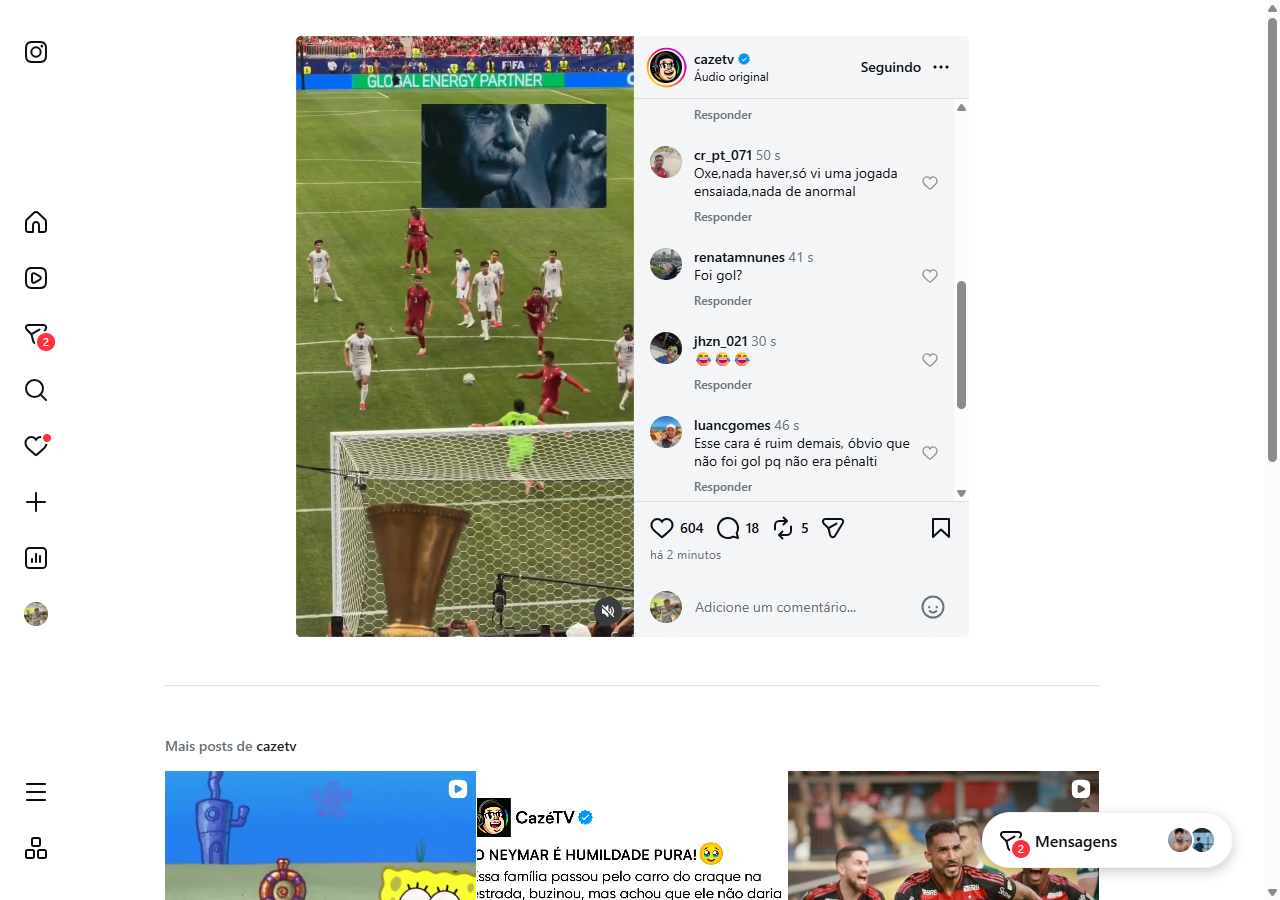 FIFA
GLOBAL ENERGY PARTNER
cazetv
Áudio original
Seguindo
Responder
cr_pt_071 50 s
Oxe,nada haver,só vi uma jogada
ensaiada,nada de anormal
Responder
renatamnunes 41 s
Foi gol?
Responder
jhzn_021 30 s
😂😂😂
Responder
luancgomes 46 s
Esse cara é ruim demais, óbvio que
não foi gol pq não era pênalti
Responder
604
18
5
há 2 minutos
Adicione um comentário...
2
Mais posts de cazetv
CazéTV
O NEYMAR É HUMILDADE PURA!🥹
Essa família passou pelo carro do craque na
estrada, buzinou, mas achou que ele não daria
2
Mensagens